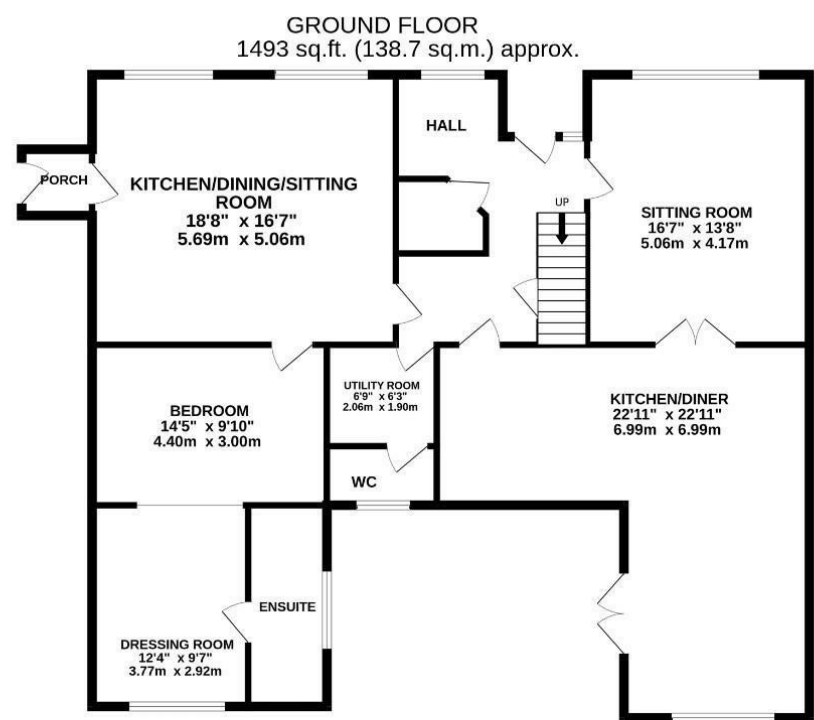 GROUND FLOOR
1493 sq.ft. (138.7 sq.m.) approx.
HALL
PORCH
KITCHEN/DINING/SITTING
ROOM
18'8" x 16'7"
5.69m x 5.06m
UP
SITTING ROOM
16'7" x 13'8"
5.06m x 4.17m
UTILITY ROOM
6'9" x 6'3"
2.06m x 1.90m
BEDROOM
14'5" x 9'10"
4.40m x 3.00m
KITCHEN/DINER
22'11" x 22'11"
6.99m x 6.99m
WC
ENSUITE
DRESSING ROOM
12'4" x 9'7"
3.77m x 2.92m